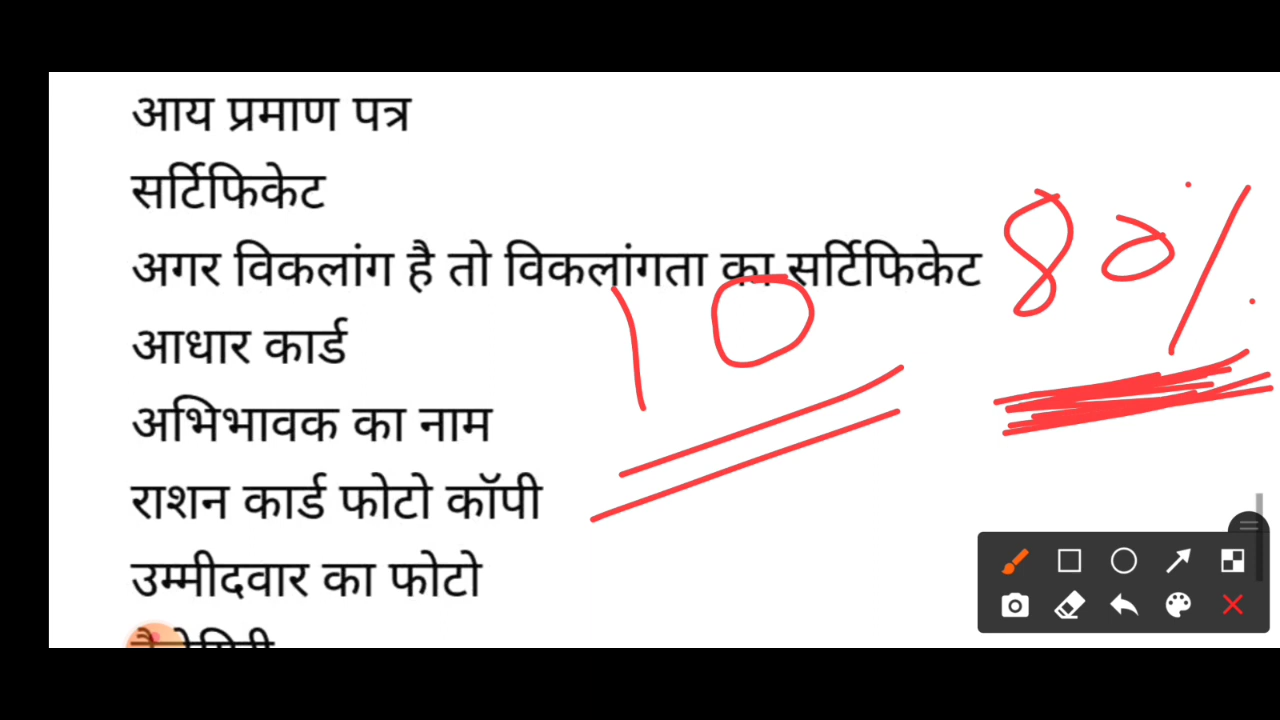 आय प्रमाण पत्र
सर्टिफिकेट
अगर विकलांग है तो विकलांगता का सर्टिफिकेट
80%
10
आधार कार्ड
अभिभावक का नाम
राशन कार्ड फोटो कॉपी
उम्मीदवार का फोटो